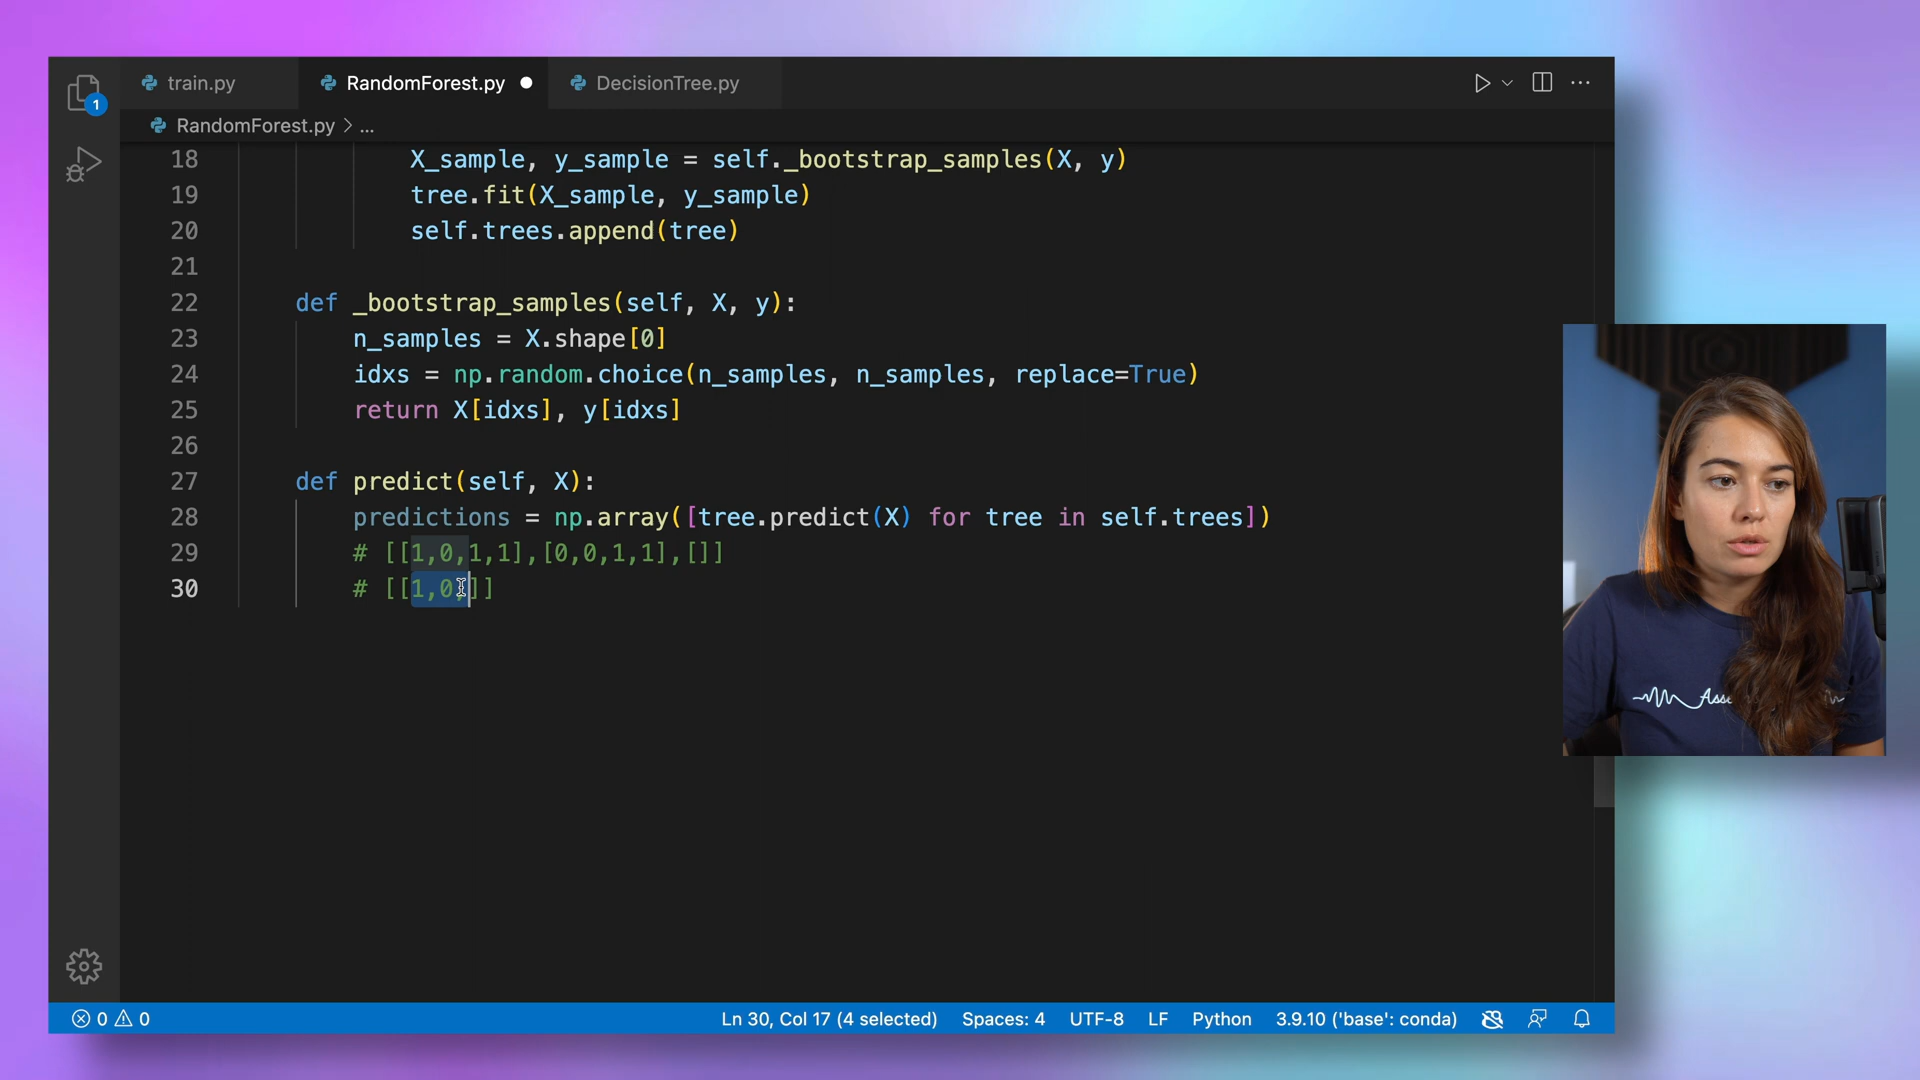 train.py
RandomForest.py
DecisionTree.py
1
RandomForest.py > ...
18 X_sample, y_sample = self._bootstrap_samples(X, y)
19 tree.fit(X_sample, y_sample)
20 self.trees.append(tree)
21
22 def _bootstrap_samples(self, X, y):
23 n_samples = X.shape[0]
24 idxs = np.random.choice(n_samples, n_samples, replace=True)
25 return X[idxs], y[idxs]
26
27 def predict(self, X):
28 predictions = np.array([tree.predict(X) for tree in self.trees])
29 # [[1,0,1,1],[0,0,1,1],[]]
30 # [[1,0,]]
0 0 Ln 30, Col 17 (4 selected) Spaces: 4 UTF-8 LF Python 3.9.10 ('base': conda)